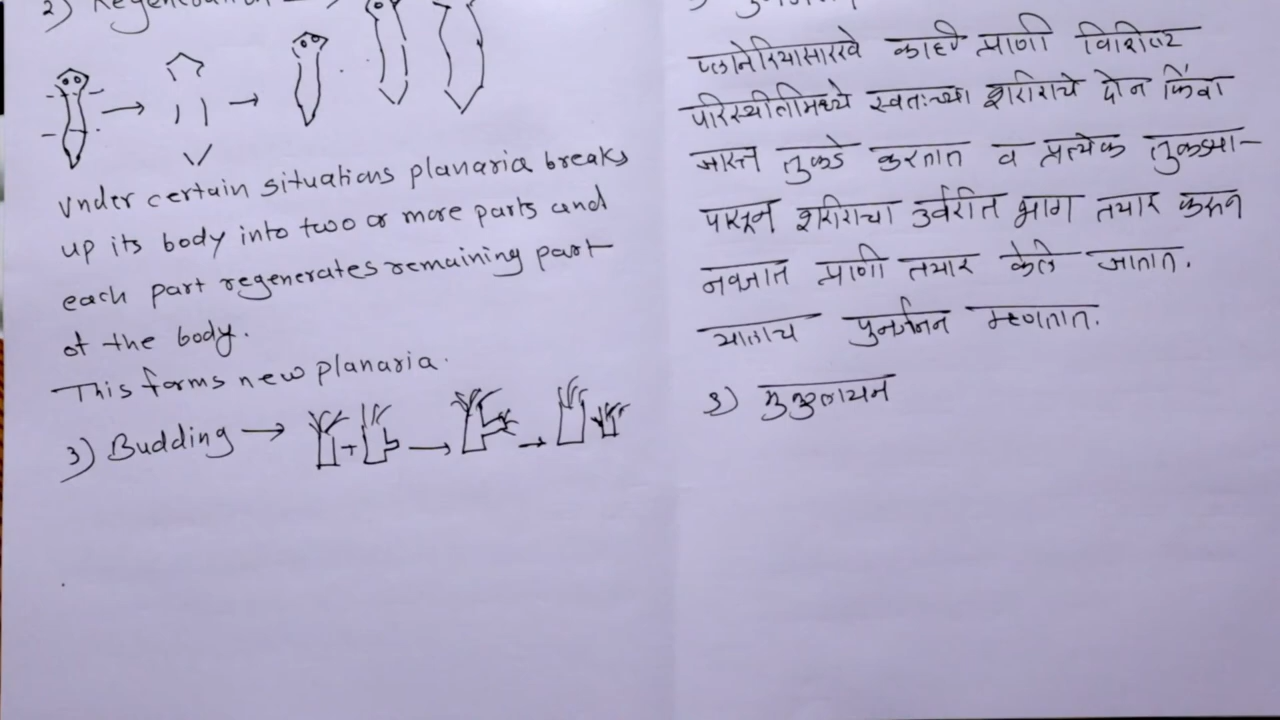 2) Regeneration
Under certain situations planaria breaks
up its body into two or more parts and
each part regenerates remaining part
of the body.
This forms new planaria.
3) Budding →
प्लानेरियासारखे काही प्राणी विशिष्ट
परिस्थीतीमध्ये स्वतःच्या शरीराचे दोन किंवा
जास्त तुकडे करतात व प्रत्येक तुकड्या-
पासून शरीराचा उर्वरीत भाग तयार करून
नवजात प्राणी तयार केले जातात.
यालाच पुनर्जनन म्हणतात.
३) मुकुलायन